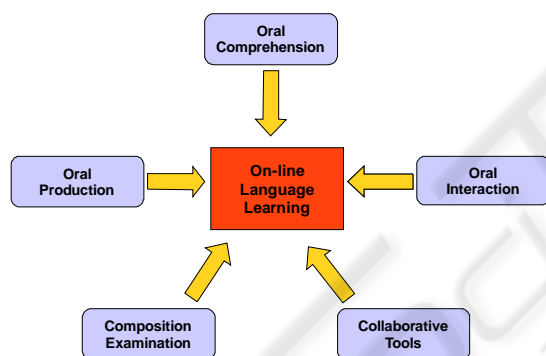 Oral
Comprehension
Oral
Production
On-line
Language
Learning
Oral
Interaction
Composition
Examination
Collaborative
Tools